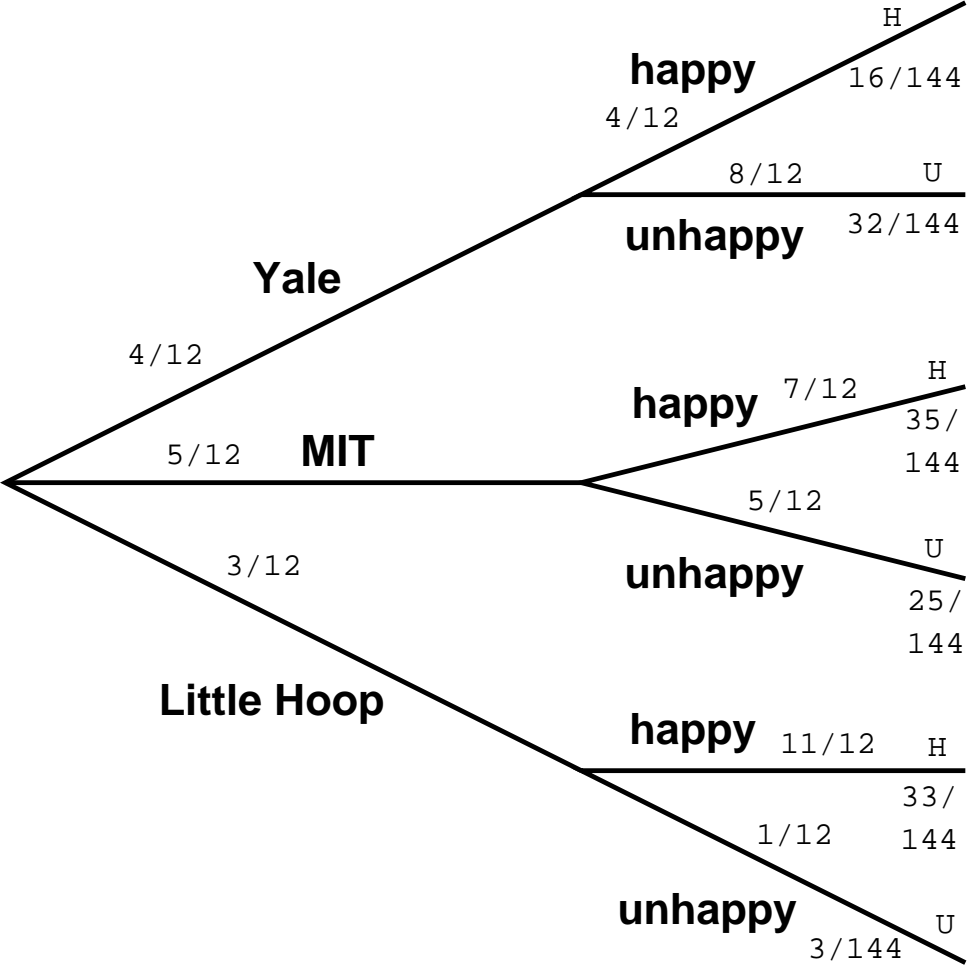 H
happy
16/144
4/12
8/12
U
unhappy
32/144
Yale
4/12
H
7/12
happy
35/
144
5/12
MIT
5/12
U
3/12
unhappy
25/
144
Little Hoop
happy
11/12
H
33/
144
1/12
unhappy
U
3/144